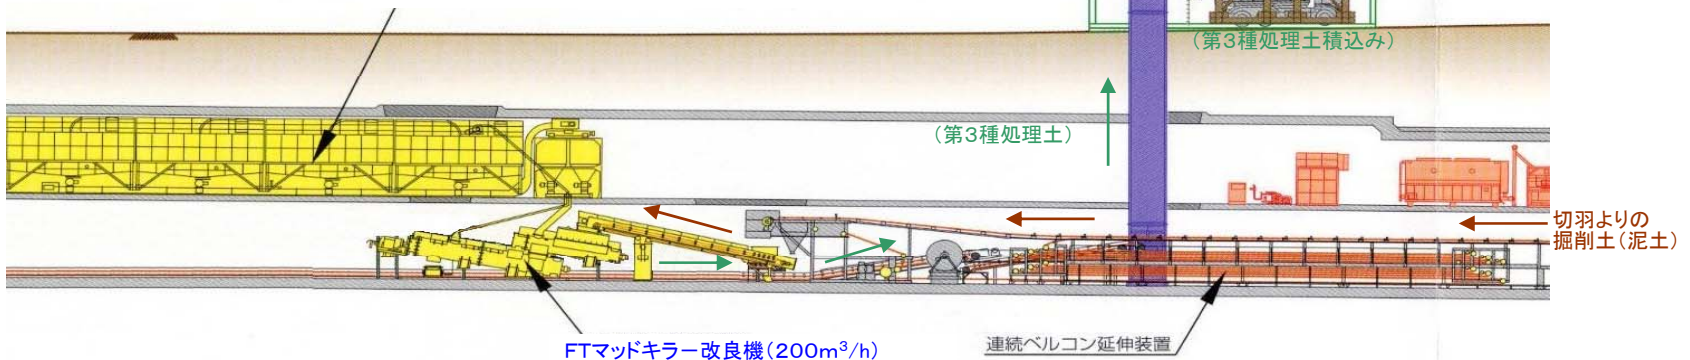 （第3種処理土積込み）
（第3種処理土）
切羽よりの
掘削土（泥土）
連続ベルコン延伸装置
FTマッドキラー改良機（200m³/h）